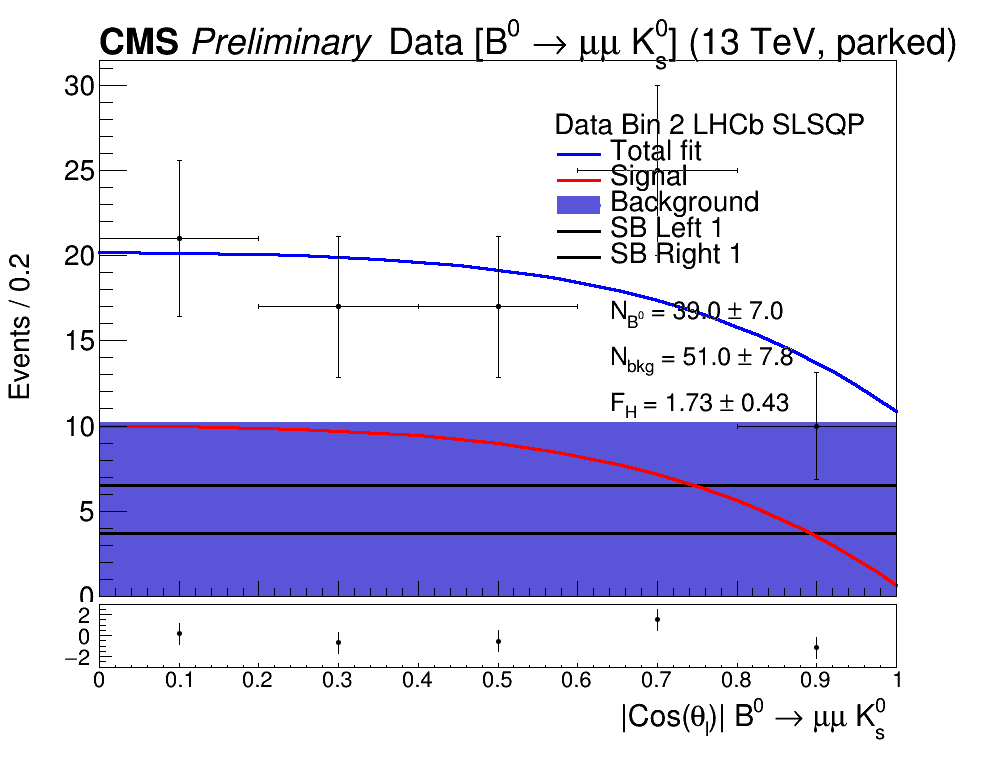 CMS Preliminary Data [B⁰ → μμ K⁰ₛ] (13 TeV, parked)
Events / 0.2
30
25
20
15
10
5
0
Data Bin 2 LHCb SLSQP
Total fit
Signal
Background
SB Left 1
SB Right 1
N_B⁰ = 39.0 ± 7.0
N_bkg = 51.0 ± 7.8
F_H = 1.73 ± 0.43
2
0
−2
0 0.1 0.2 0.3 0.4 0.5 0.6 0.7 0.8 0.9 1
|Cos(θₗ)| B⁰ → μμ K⁰ₛ